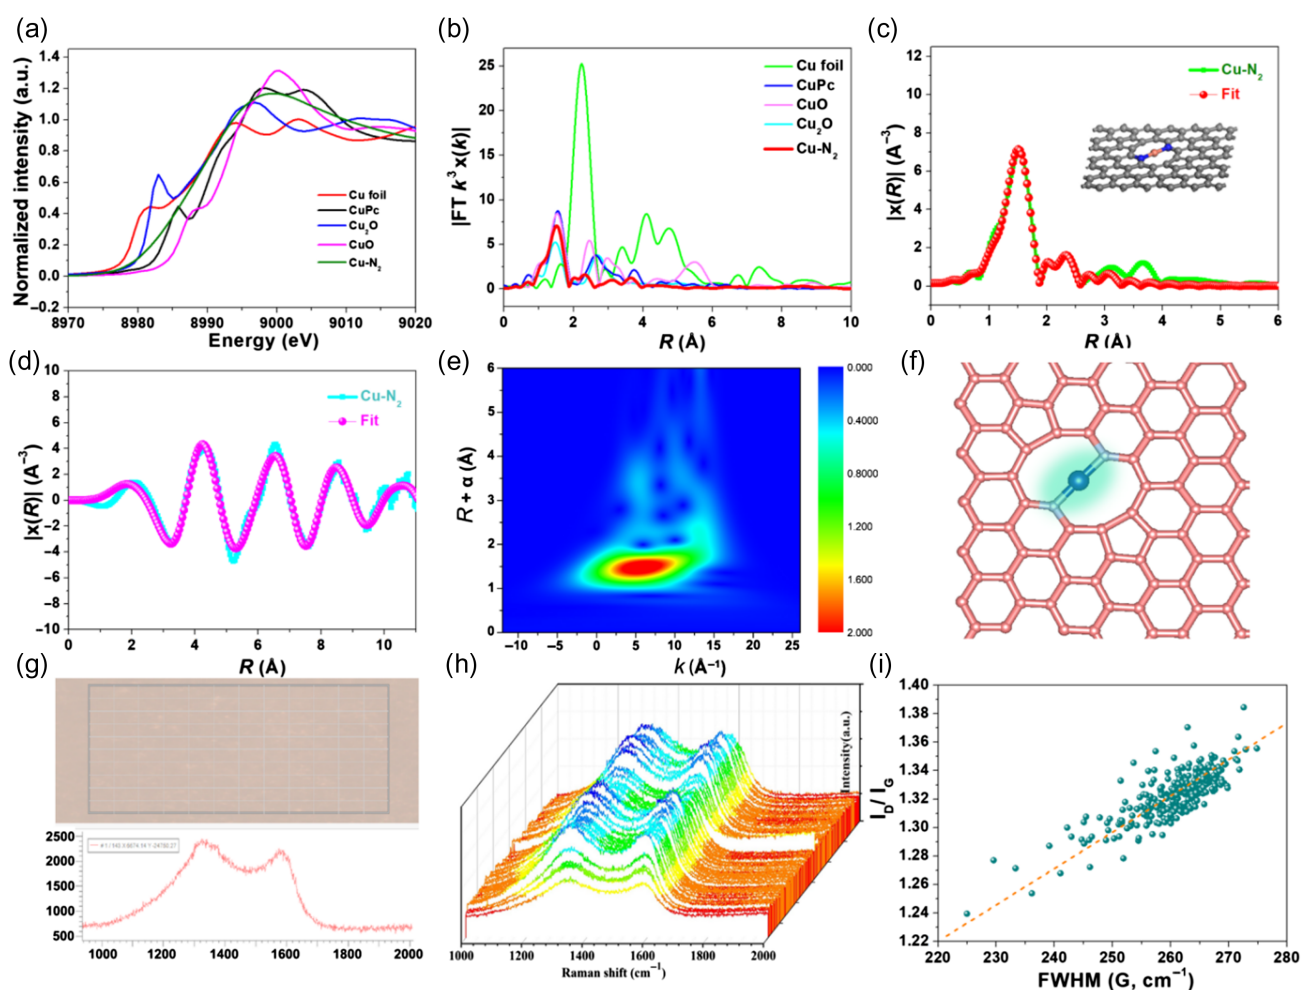 (a)
Normalized intensity (a.u.)
1.4
1.2
1.0
0.8
0.6
0.4
0.2
0.0
−0.2
Cu foil
CuPc
Cu2O
CuO
Cu-N2
8970 8980 8990 9000 9010 9020
Energy (eV)
(b)
|FT k³ x(k)|
25
20
15
10
5
0
Cu foil
CuPc
CuO
Cu2O
Cu-N2
0 2 4 6 8 10
R (Å)
(c)
|x(R)| (A⁻³)
12
9
6
3
0
Cu-N2
Fit
0 1 2 3 4 5 6
R (Å)
(d)
|x(R)| (A⁻³)
10
8
6
4
2
0
−2
−4
−6
−8
−10
Cu-N2
Fit
0 2 4 6 8 10
R (Å)
(e)
R + α (Å)
6
5
4
3
2
1
0
−10 −5 0 5 10 15 20 25
k (Å⁻¹)
0.000
0.4000
0.8000
1.200
1.600
2.000
(f)
(g)
2500
2000
1500
1000
500
1000 1200 1400 1600 1800 2000
(h)
Intensity(a.u.)
1000 1200 1400 1600 1800 2000
Raman shift (cm⁻¹)
(i)
I_D/ I_G
1.40
1.38
1.36
1.34
1.32
1.30
1.28
1.26
1.24
1.22
220 230 240 250 260 270 280
FWHM (G, cm⁻¹)